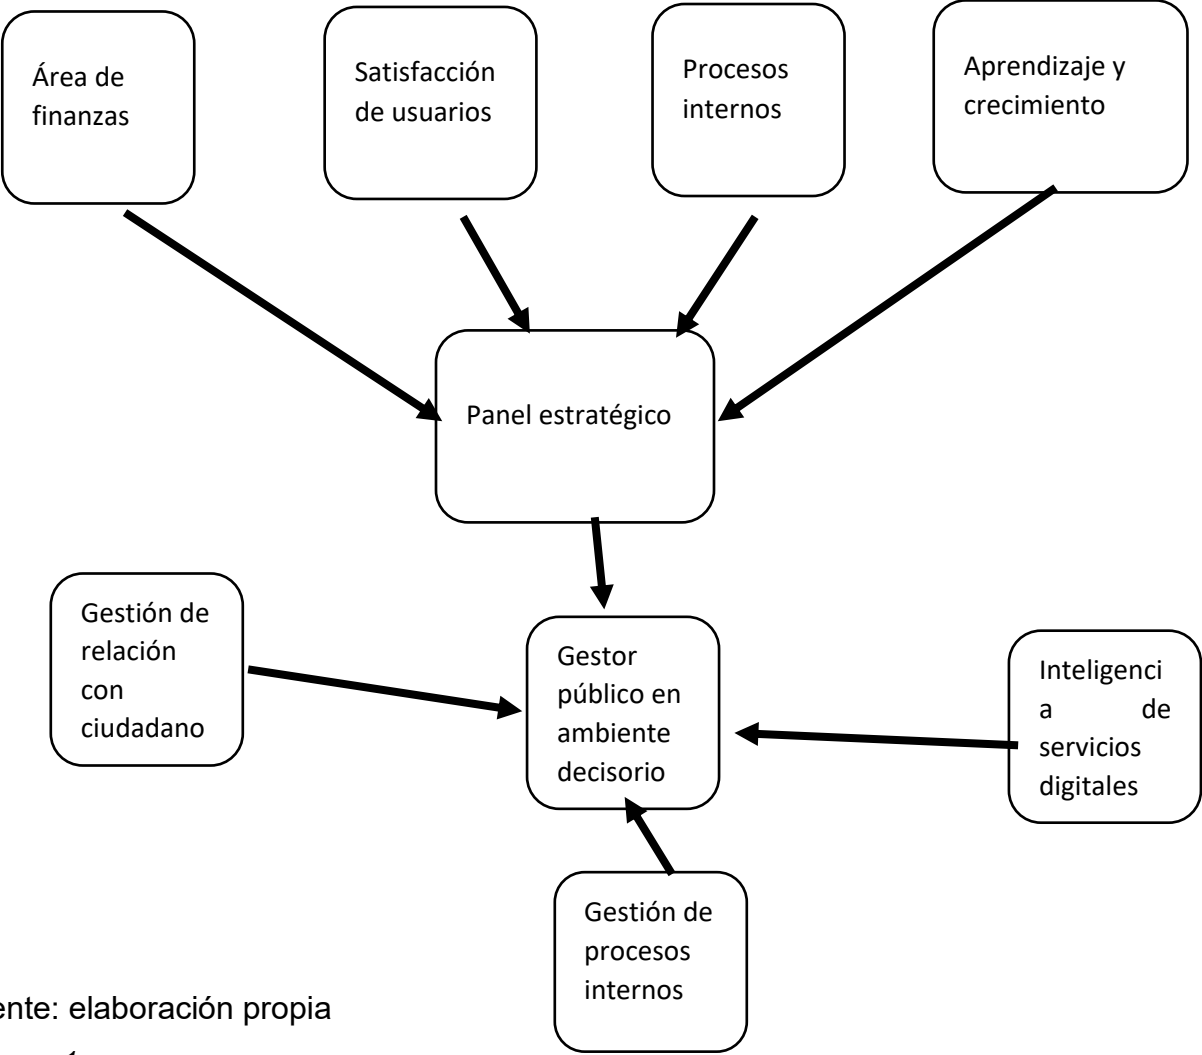 Área de
finanzas
Satisfacción
de usuarios
Procesos
internos
Aprendizaje y
crecimiento
Panel estratégico
Gestión de
relación
con
ciudadano
Gestor
público en
ambiente
decisorio
Inteligenci
a de
servicios
digitales
Gestión de
procesos
internos
ente: elaboración propia